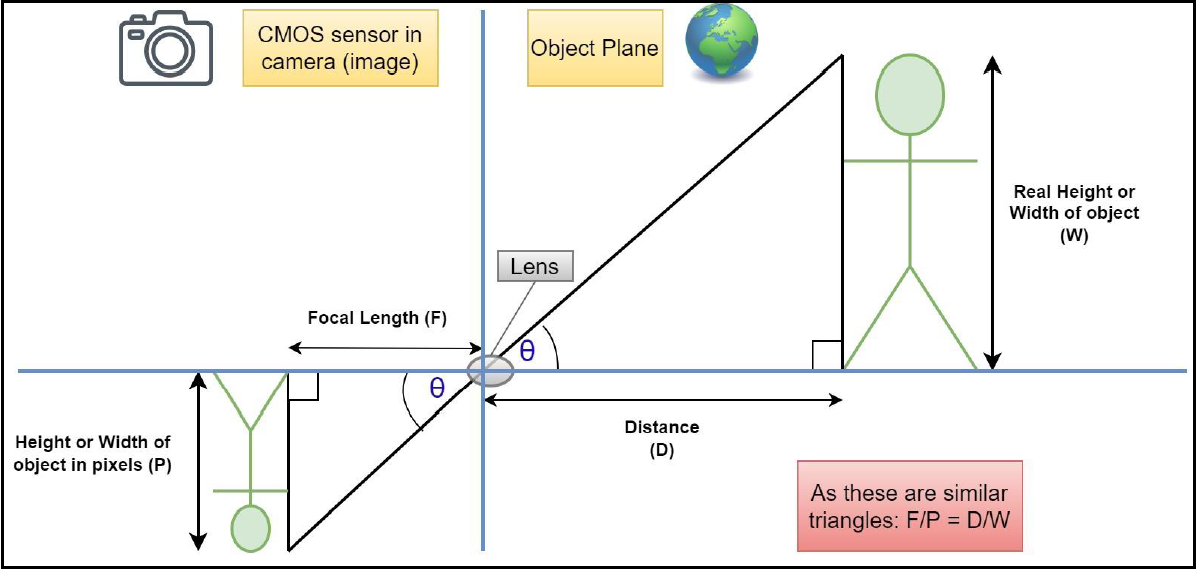 CMOS sensor in
camera (image)
Object Plane
Real Height or
Width of object
(W)
Lens
Focal Length (F)
θ
θ
Height or Width of
object in pixels (P)
Distance
(D)
As these are similar
triangles: F/P = D/W